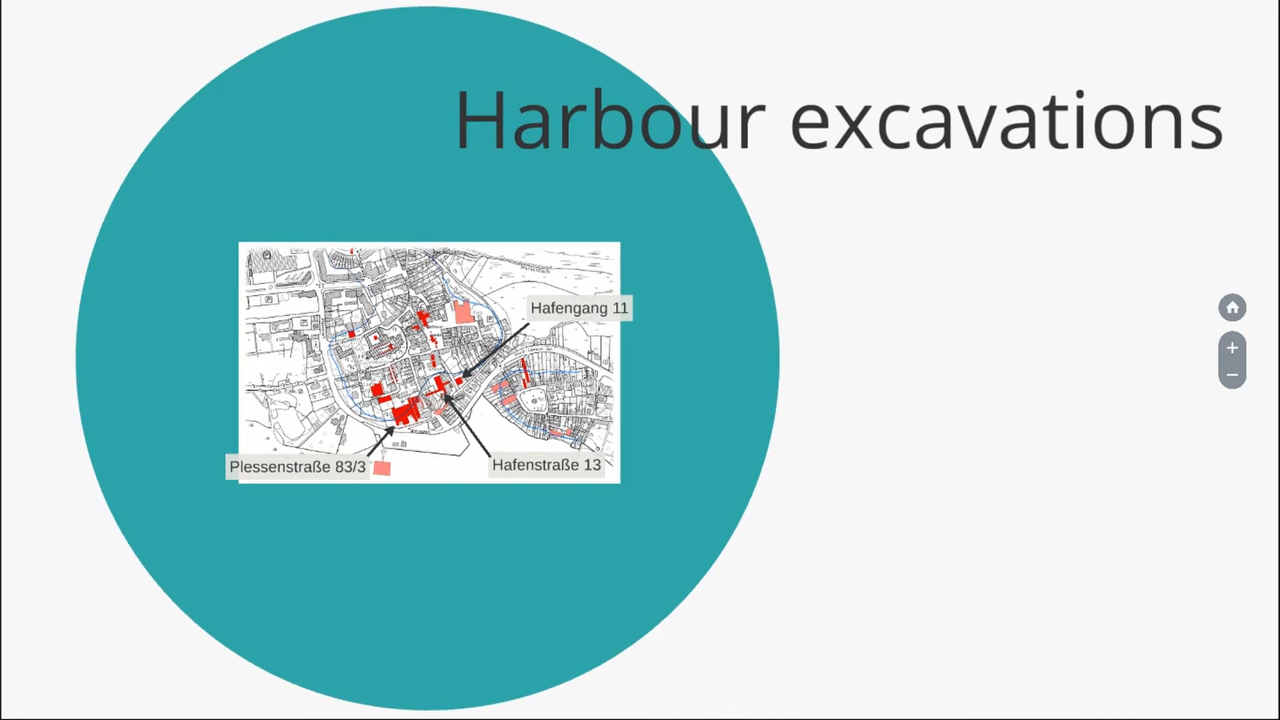 Harbour excavations
Hafengang 11
Plessenstraße 83/3
Hafenstraße 13